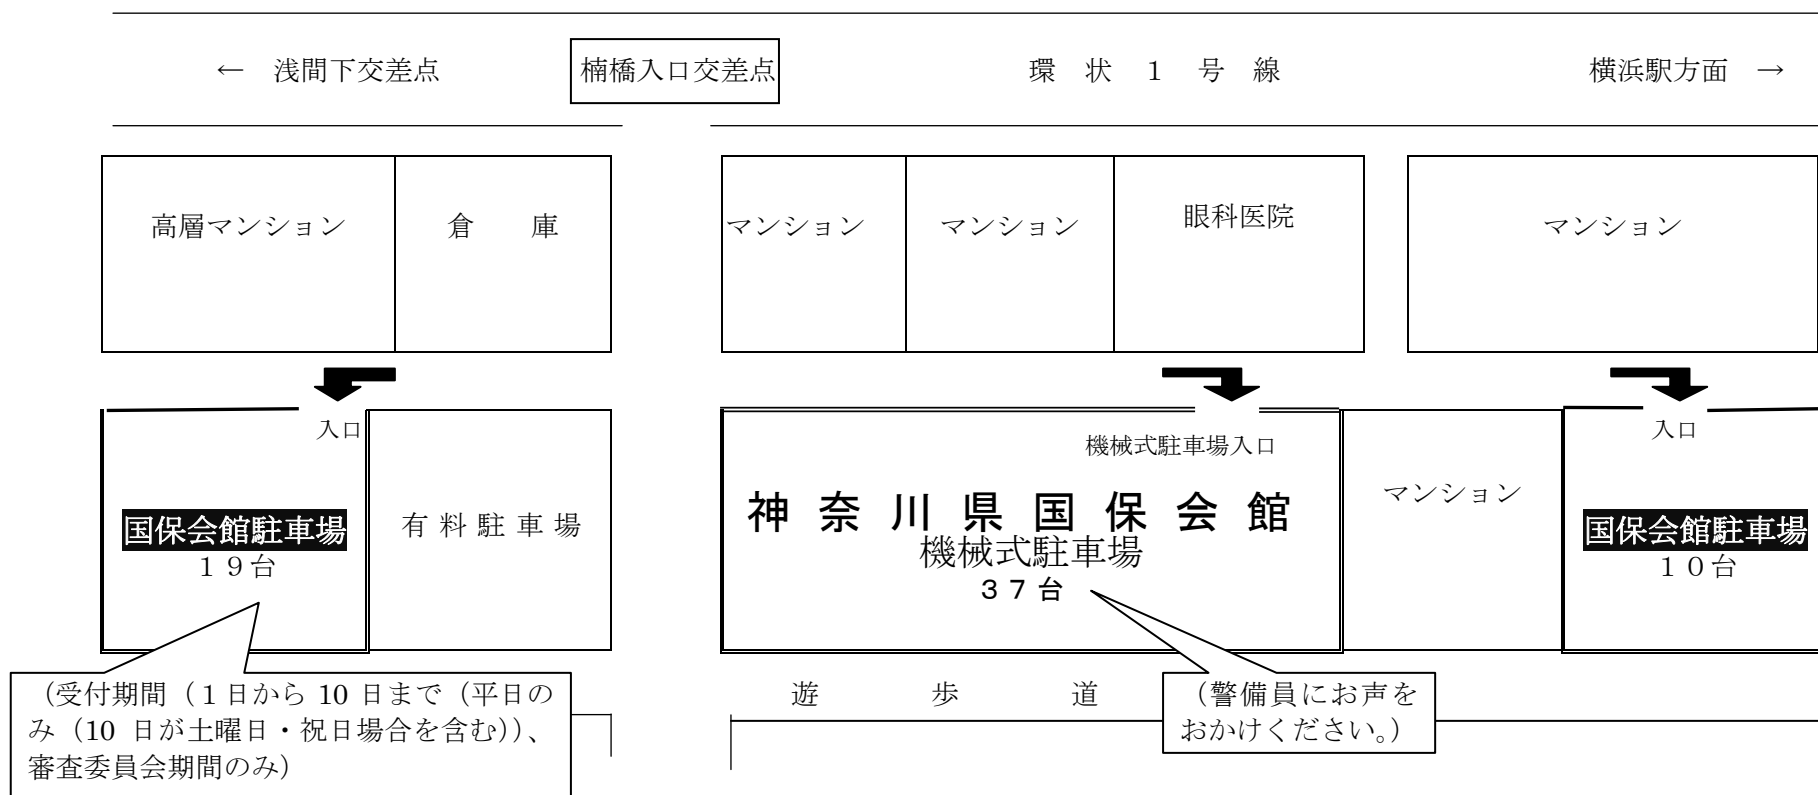 ← 浅間下交差点
楠橋入口交差点
環 状 1 号 線
横浜駅方面 →
高層マンション
倉 庫
マンション
マンション
眼科医院
マンション
入口
機械式駐車場入口
入口
国保会館駐車場
19台
有料駐車場
神奈川県国保会館
機械式駐車場
37台
マンション
国保会館駐車場
10台
(受付期間(1日から 10 日まで(平日の
み(10 日が土曜日・祝日場合を含む))、
審査委員会期間のみ)
遊 歩 道
(警備員にお声を
おかけください。)